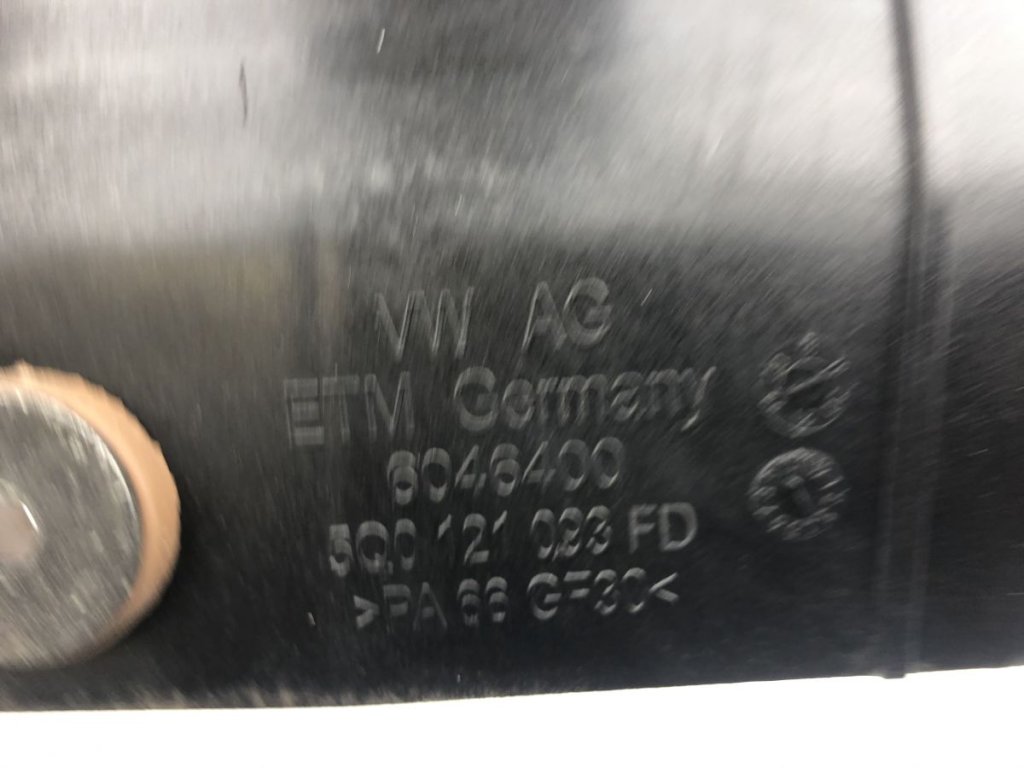 VW AG
ETM Germany
6046400
5Q0 121 093 FD
>PA 66 GF30<